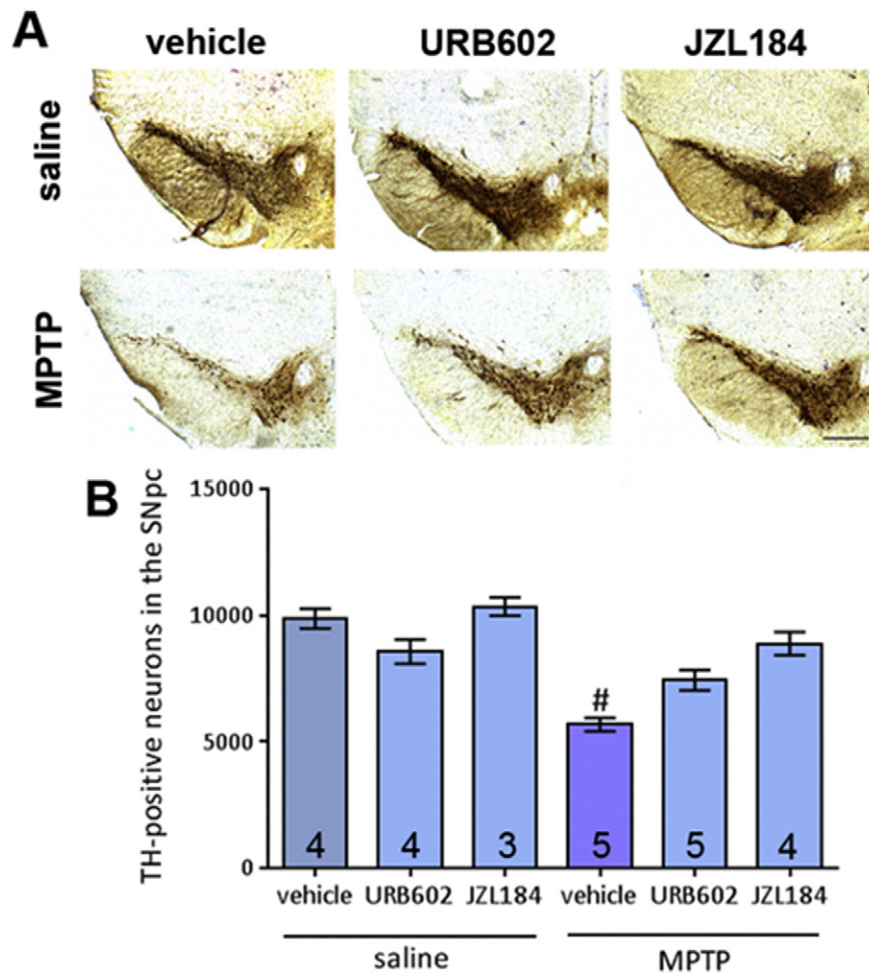 A
vehicle URB602 JZL184
saline
MPTP
B
TH-positive neurons in the SNpc
15000
10000
5000
0
#
4 4 3 5 5 4
vehicle URB602 JZL184 vehicle URB602 JZL184
saline MPTP